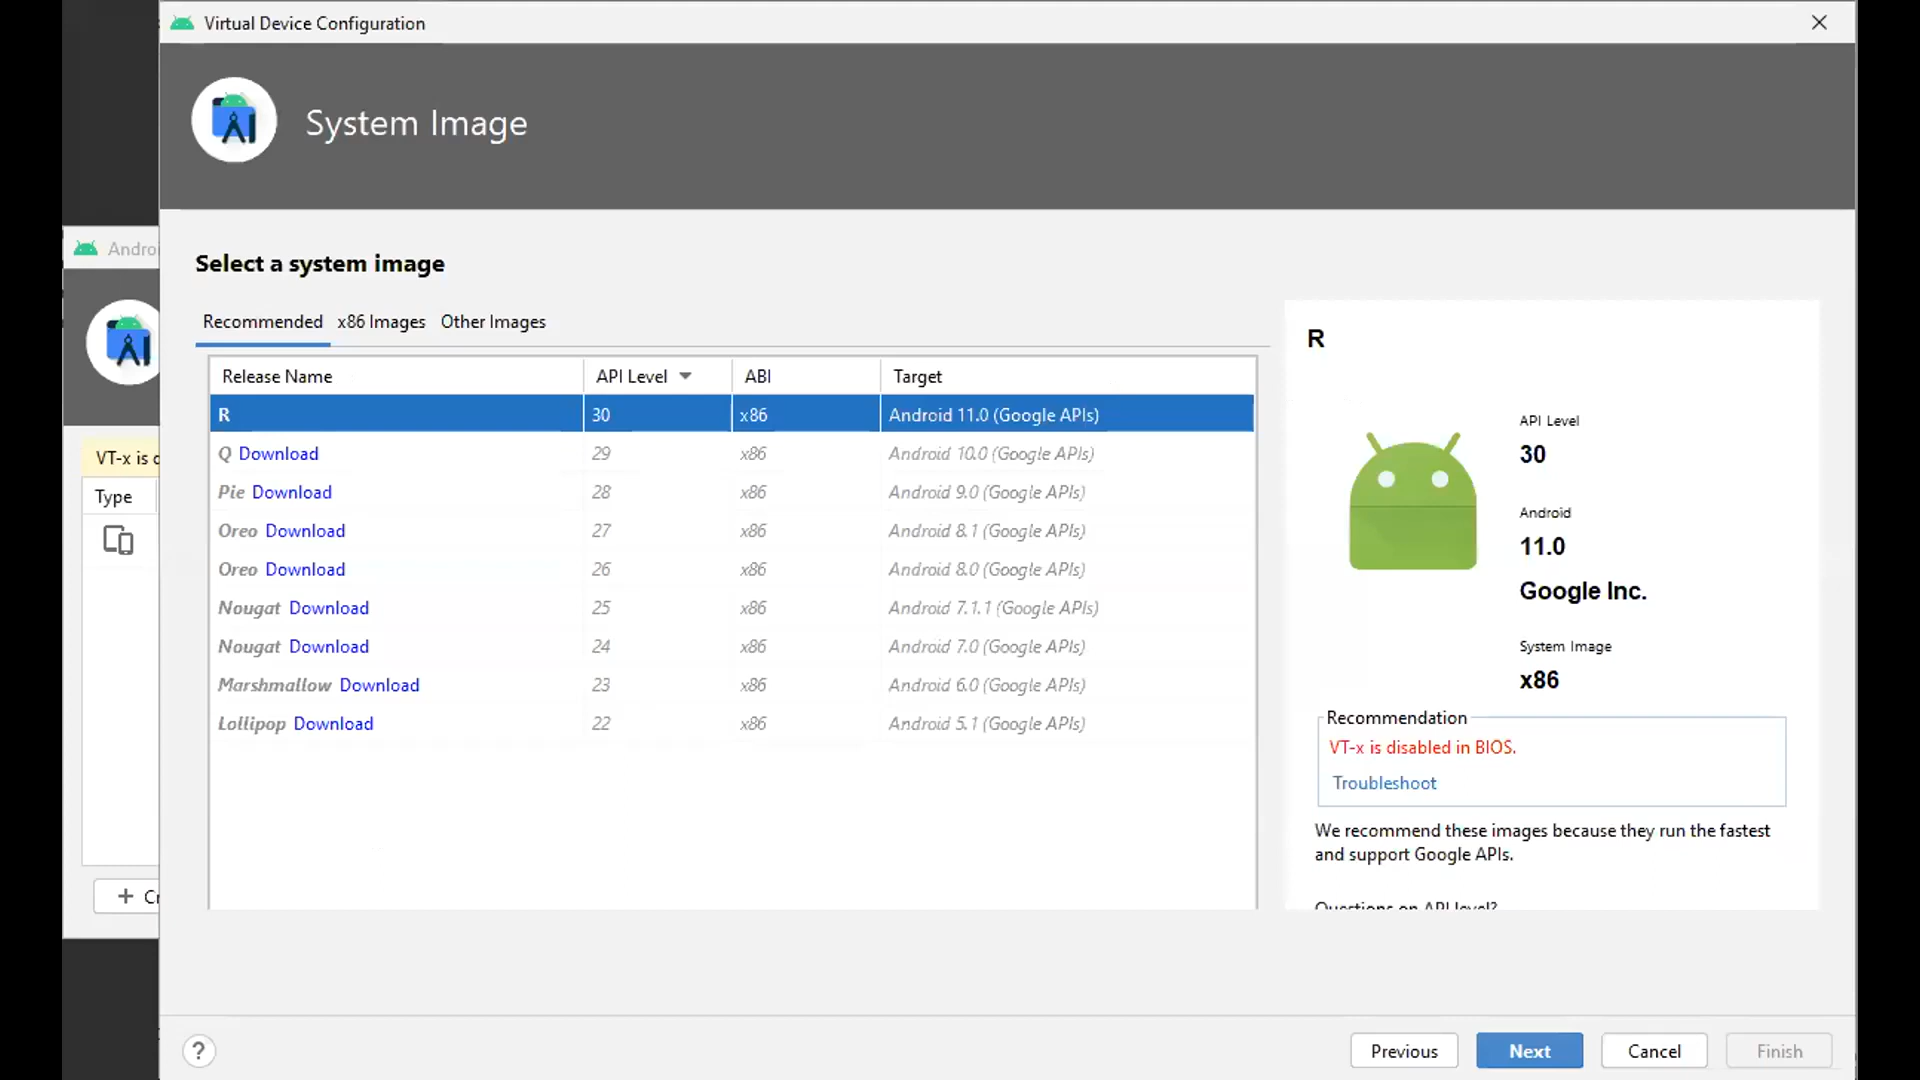 Virtual Device Configuration
System Image
Androi
Select a system image
Recommended x86 Images Other Images
Release Name API Level ABI Target
R 30 x86 Android 11.0 (Google APIs)
Q Download 29 x86 Android 10.0 (Google APIs)
Pie Download 28 x86 Android 9.0 (Google APIs)
Oreo Download 27 x86 Android 8.1 (Google APIs)
Oreo Download 26 x86 Android 8.0 (Google APIs)
Nougat Download 25 x86 Android 7.1.1 (Google APIs)
Nougat Download 24 x86 Android 7.0 (Google APIs)
Marshmallow Download 23 x86 Android 6.0 (Google APIs)
Lollipop Download 22 x86 Android 5.1 (Google APIs)
VT-x is d
Type
+ Cr
R
API Level
30
Android
11.0
Google Inc.
System Image
x86
Recommendation
VT-x is disabled in BIOS.
Troubleshoot
We recommend these images because they run the fastest
and support Google APIs.
Questions on API level?
? Previous Next Cancel Finish